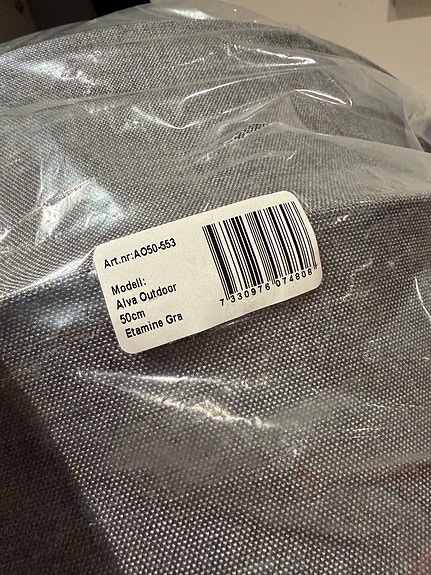 Art.nr:AO50-553
Modell:
Alva Outdoor
50cm
Etamine Gra
7 330976 074808